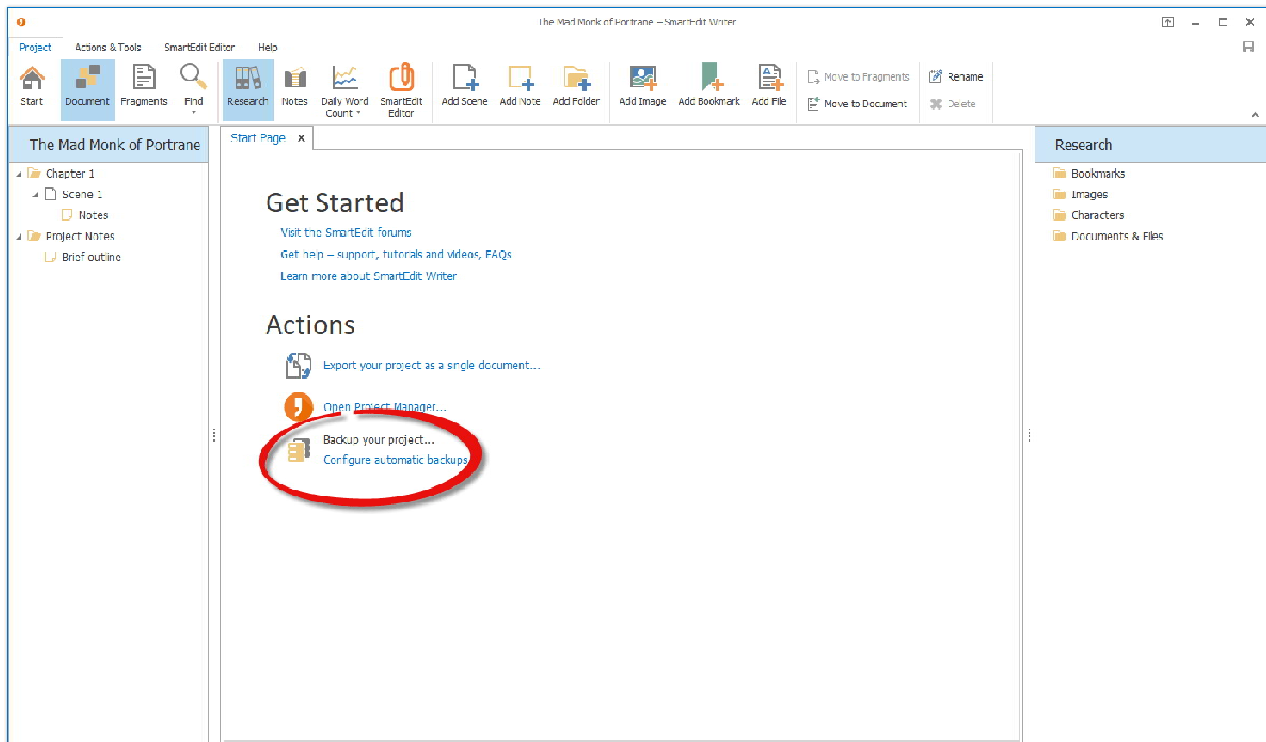 The Mad Monk of Portrane – SmartEdit Writer
Project Actions & Tools SmartEdit Editor Help
Start Document Fragments Find Research Notes Daily Word Count SmartEdit Editor Add Scene Add Note Add Folder Add Image Add Bookmark Add File
Move to Fragments Rename
Move to Document Delete
The Mad Monk of Portrane
Chapter 1
Scene 1
Notes
Project Notes
Brief outline
Start Page x
Get Started
Visit the SmartEdit forums
Get help – support, tutorials and videos, FAQs
Learn more about SmartEdit Writer
Actions
Export your project as a single document...
Open Project Manager...
Backup your project...
Configure automatic backups
Research
Bookmarks
Images
Characters
Documents & Files